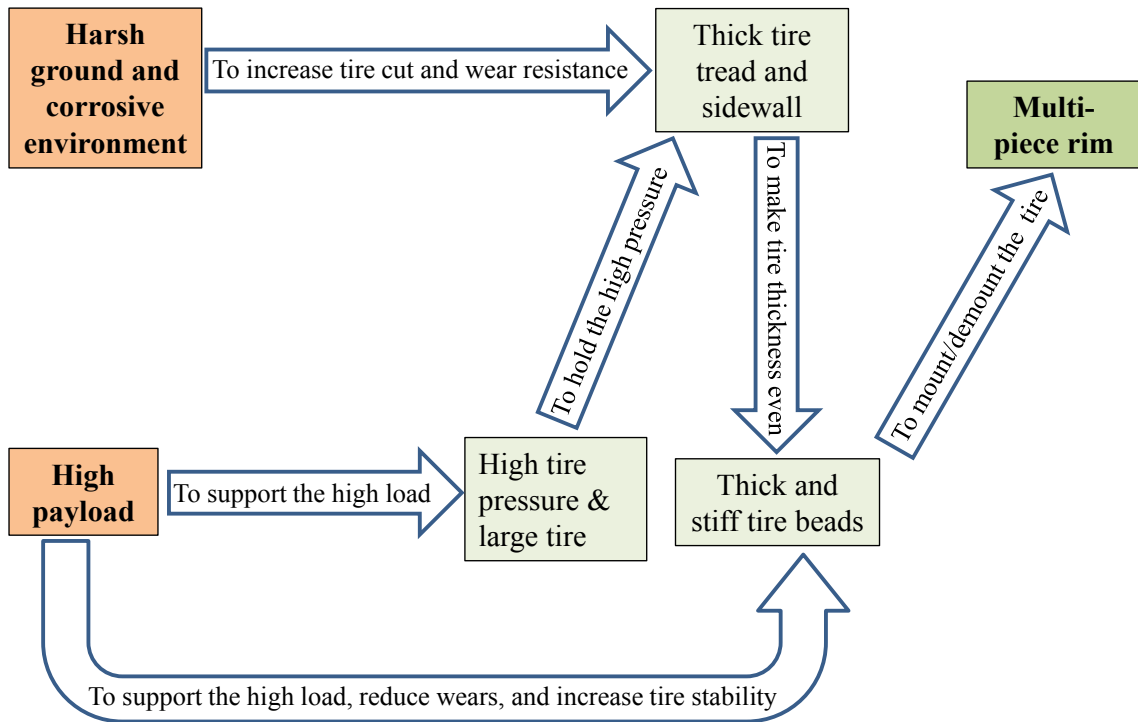 Harsh
ground and
corrosive
environment
To increase tire cut and wear resistance
Thick tire
tread and
sidewall
Multi-
piece rim
To hold the high pressure
To make tire thickness even
To mount/demount the  tire
High
payload
To support the high load
High tire
pressure &
large tire
Thick and
stiff tire beads
To support the high load, reduce wears, and increase tire stability